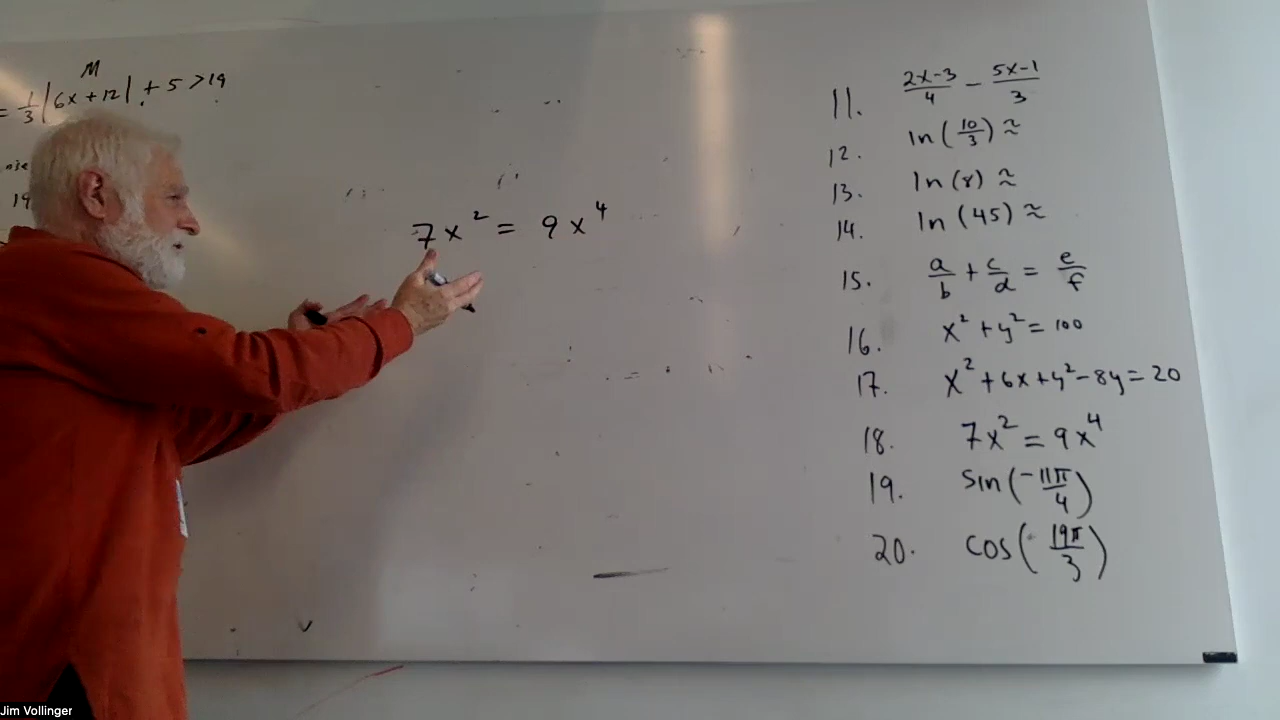 M
= 1/3 |6x+12| + 5 > 19
19
7x² = 9x⁴
11. (2x-3)/4 - (5x-1)/3
12. ln(10/3) ≈
13. ln(8) ≈
14. ln(45) ≈
15. a/b + c/d = e/f
16. x² + y² = 100
17. x² + 6x + y² - 8y = 20
18. 7x² = 9x⁴
19. sin(-11π/4)
20. cos(19π/3)
Jim Vollinger